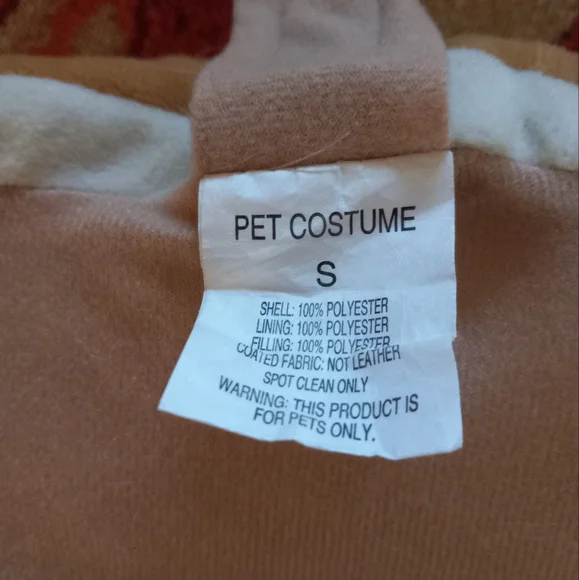 PET COSTUME
S
SHELL: 100% POLYESTER
LINING: 100% POLYESTER
FILLING: 100% POLYESTER
COATED FABRIC: NOT LEATHER
SPOT CLEAN ONLY
WARNING: THIS PRODUCT IS
FOR PETS ONLY.